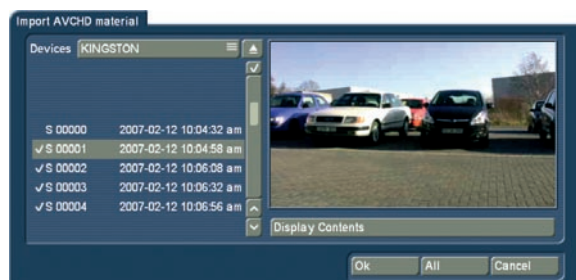 Import AVCHD material
Devices KINGSTON
S 00000 2007-02-12 10:04:32 am
✓ S 00001 2007-02-12 10:04:58 am
✓ S 00002 2007-02-12 10:06:08 am
✓ S 00003 2007-02-12 10:06:32 am
✓ S 00004 2007-02-12 10:06:56 am
Display Contents
Ok All Cancel